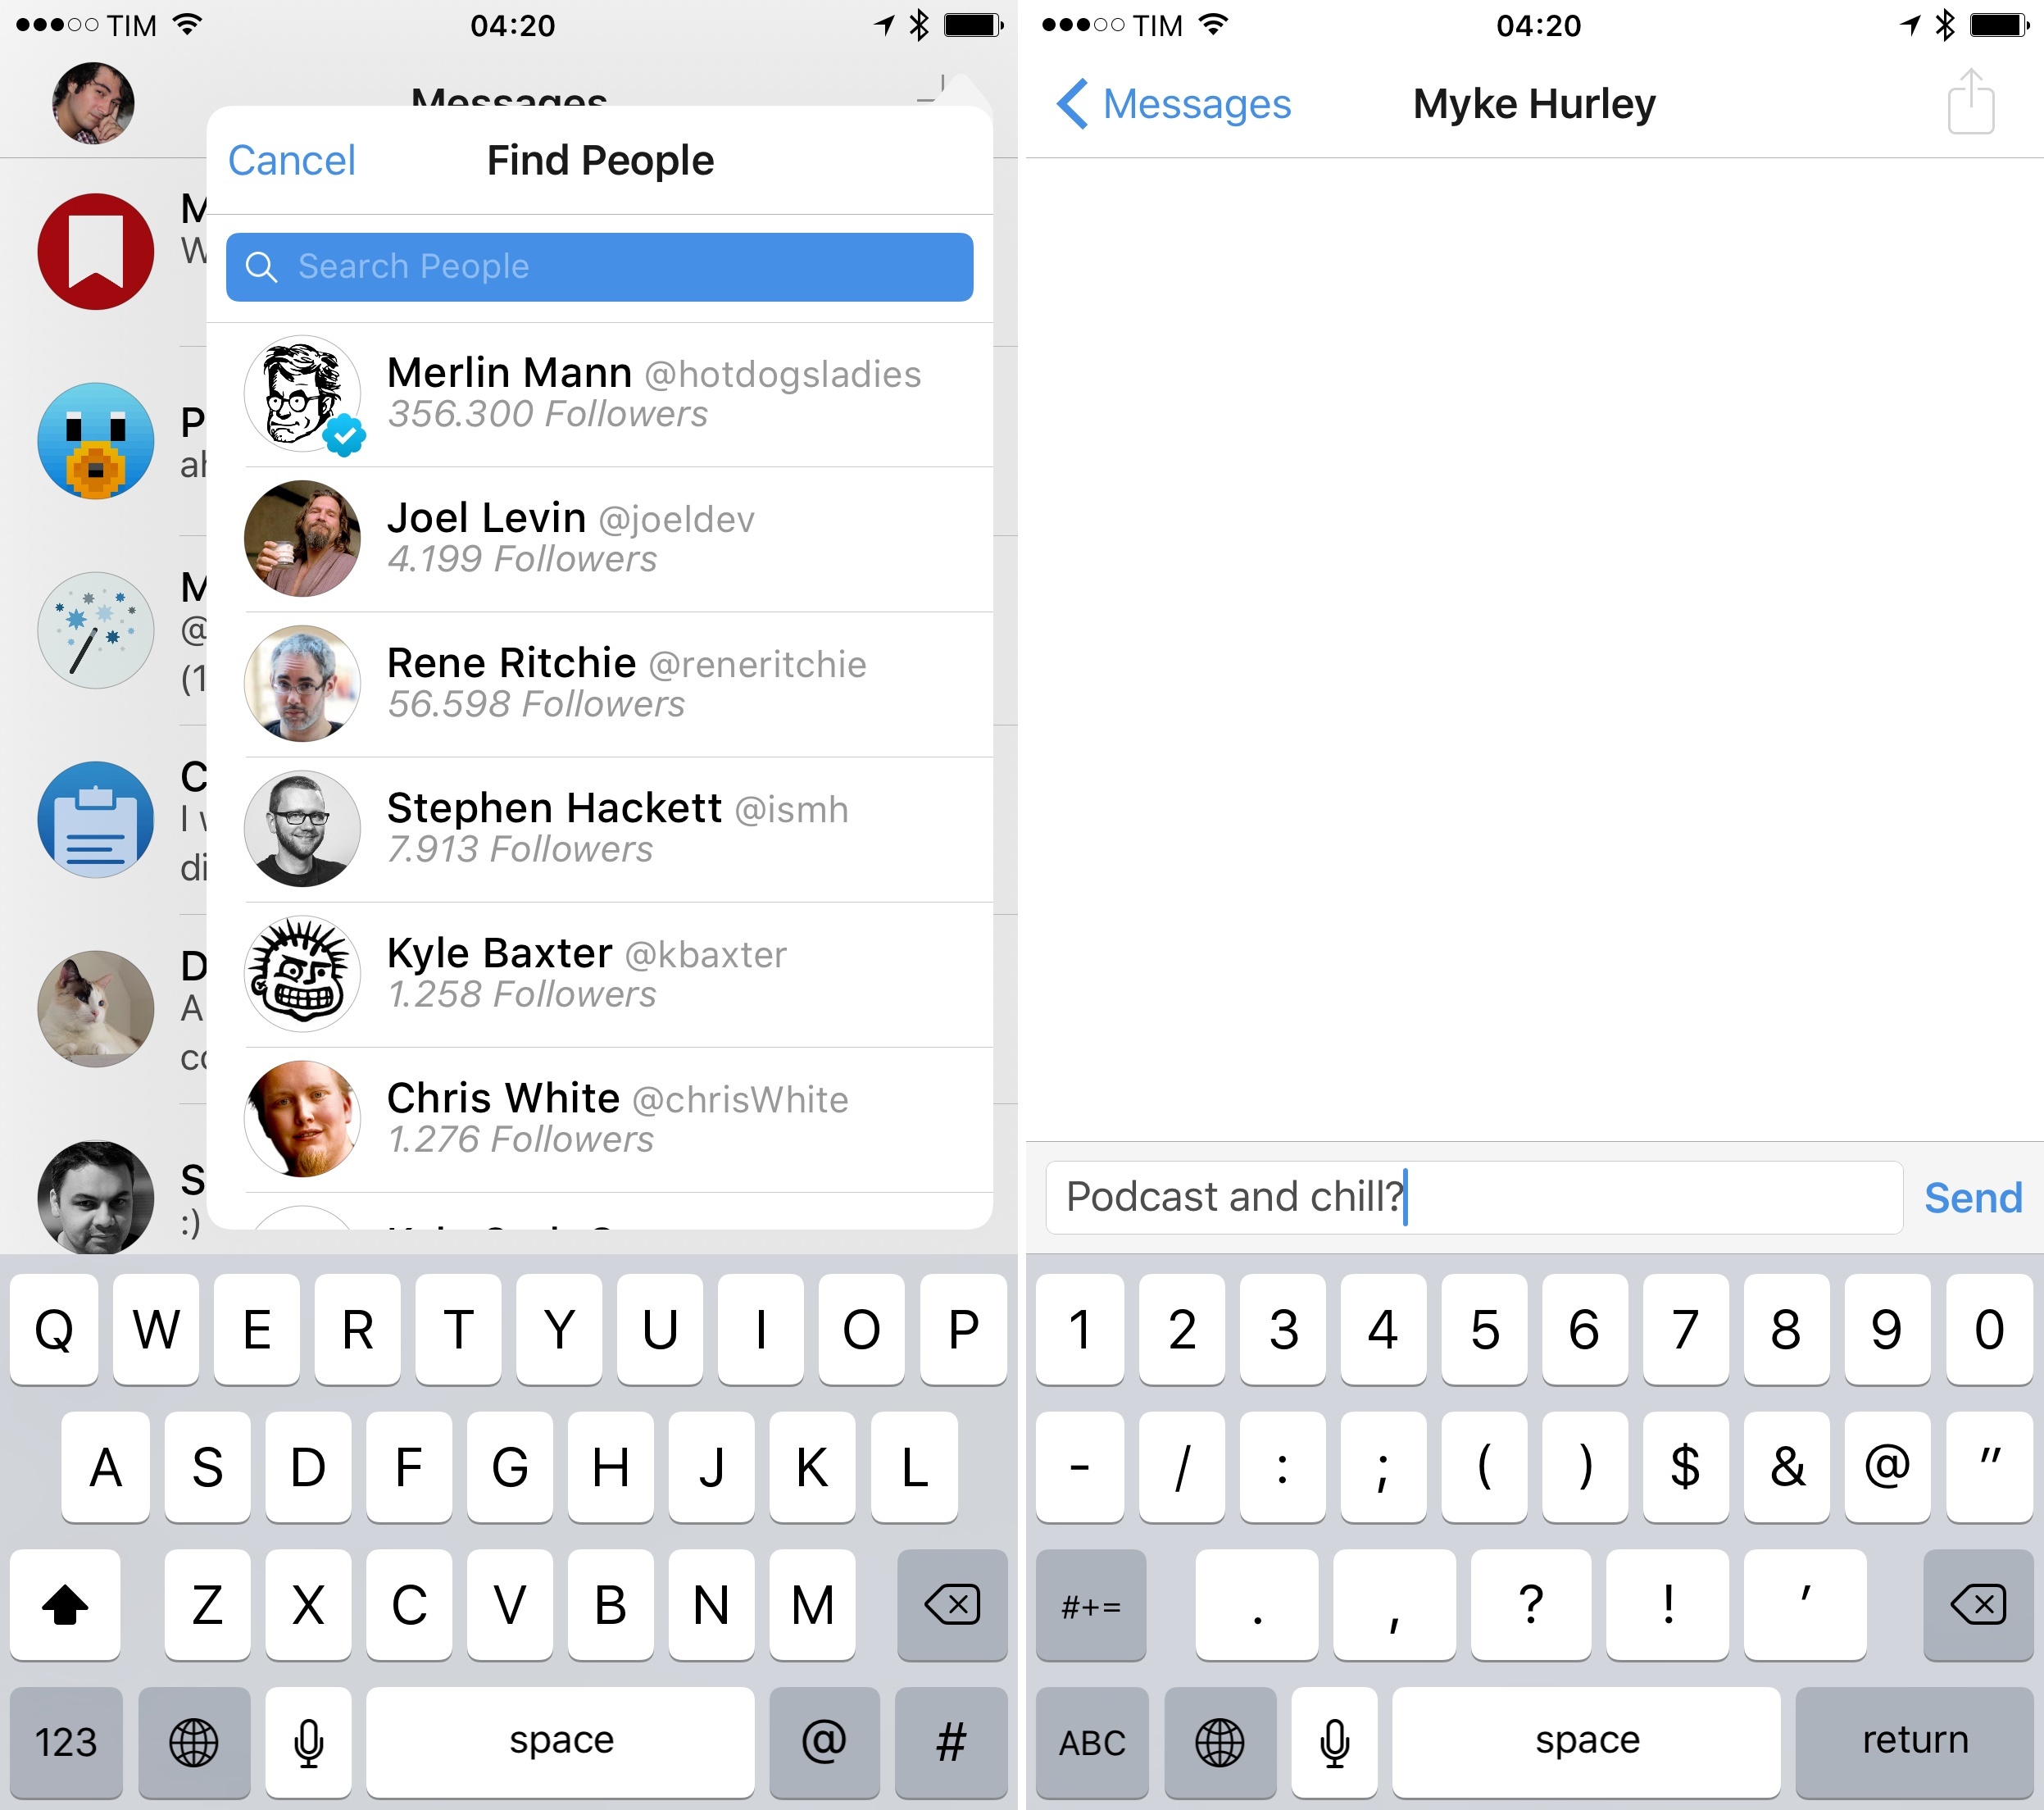 TIM 04:20
Messages
Cancel Find People
Search People
Merlin Mann @hotdogsladies
356.300 Followers
Joel Levin @joeldev
4.199 Followers
Rene Ritchie @reneritchie
56.598 Followers
Stephen Hackett @ismh
7.913 Followers
Kyle Baxter @kbaxter
1.258 Followers
Chris White @chrisWhite
1.276 Followers
M
W
P
ah
M
@
(1
C
I w
di
D
A
co
S
:)
Q W E R T Y U I O P
A S D F G H J K L
Z X C V B N M
123 space @ #
TIM 04:20
Messages Myke Hurley
Podcast and chill? Send
1 2 3 4 5 6 7 8 9 0
- / : ; ( ) $ & @ "
#+= . , ? ! '
ABC space return